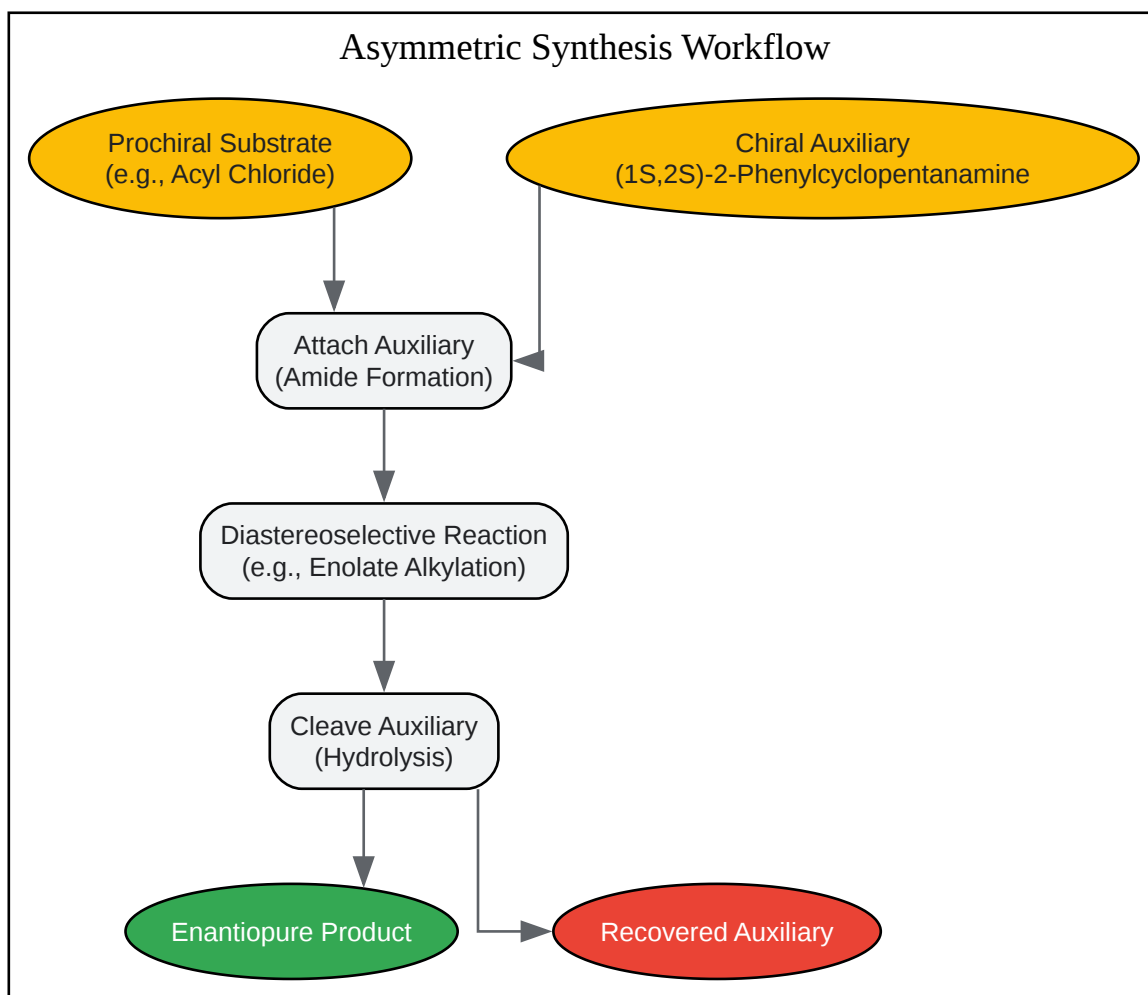 Asymmetric Synthesis Workflow
Prochiral Substrate
(e.g., Acyl Chloride)
Chiral Auxiliary
(1S,2S)-2-Phenylcyclopentanamine
Attach Auxiliary
(Amide Formation)
Diastereoselective Reaction
(e.g., Enolate Alkylation)
Cleave Auxiliary
(Hydrolysis)
Enantiopure Product
Recovered Auxiliary